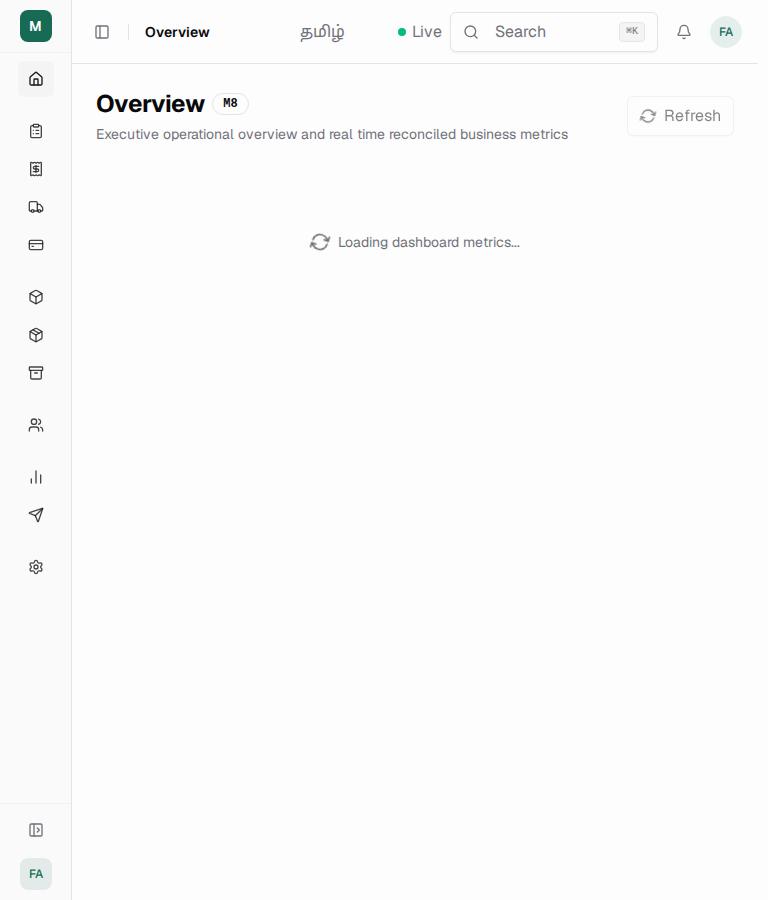 M
Overview
தமிழ்
Live
Search
⌘K
FA
Overview
M8
Executive operational overview and real time reconciled business metrics
Refresh
Loading dashboard metrics...
FA